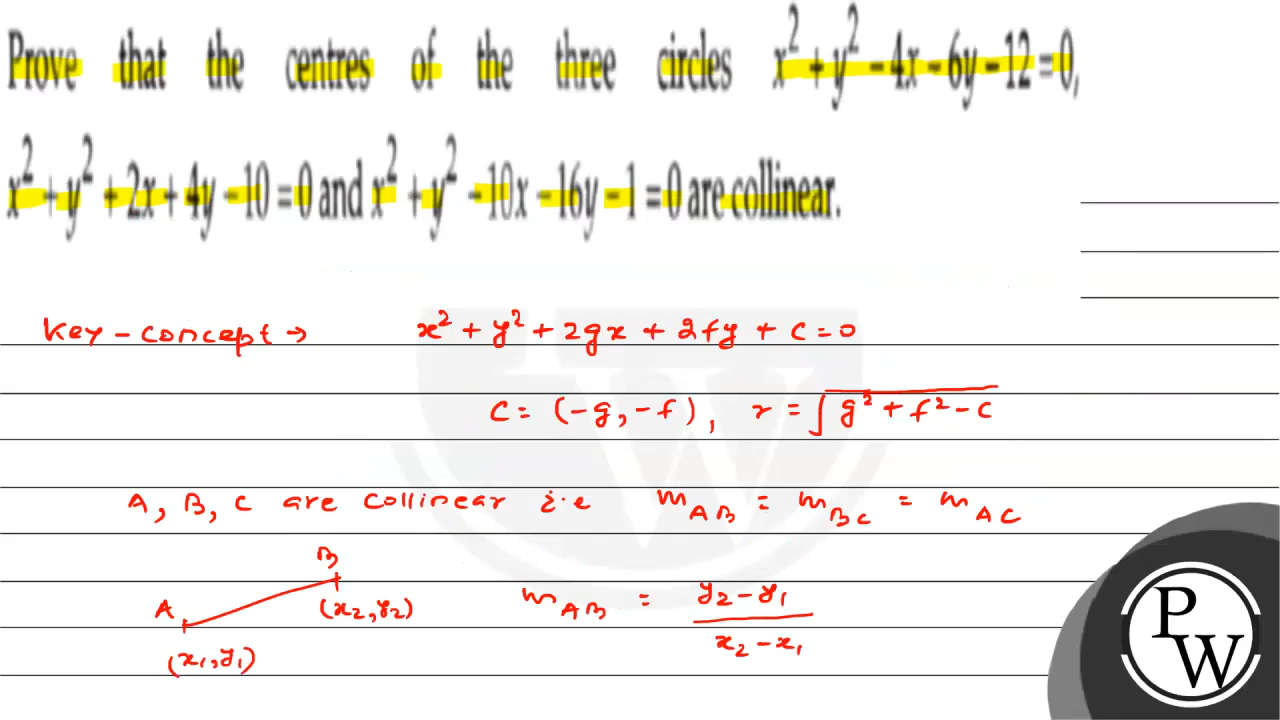 Prove that the centres of the three circles x² + y² − 4x − 6y − 12 = 0,
x² + y² + 2x + 4y − 10 = 0 and x² + y² − 10x − 16y − 1 = 0 are collinear.
Key-concept → x² + y² + 2gx + 2fy + c = 0
C = (-g, -f), r = √(g² + f² - c)
A, B, C are collinear i.e m_AB = m_BC = m_AC
B
A (x₂, y₂) m_AB = (y₂ - y₁)/(x₂ - x₁)
(x₁, y₁)
PW